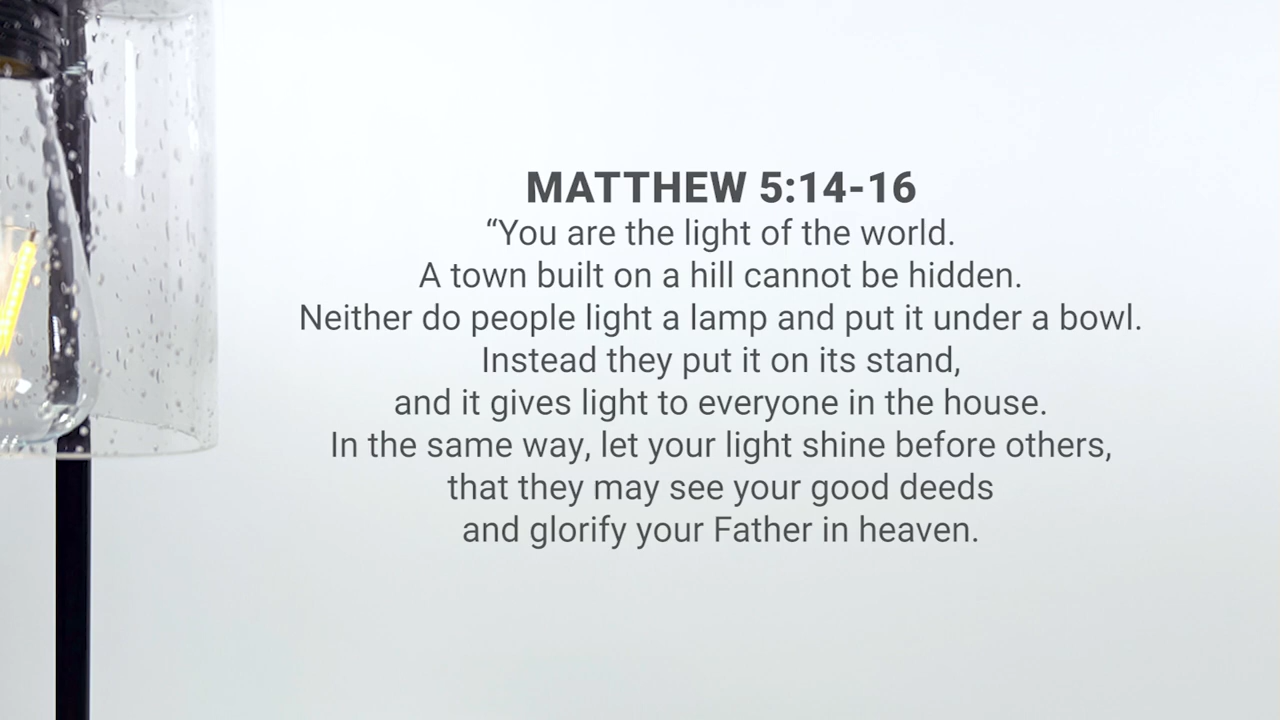 MATTHEW 5:14-16
“You are the light of the world.
A town built on a hill cannot be hidden.
Neither do people light a lamp and put it under a bowl.
Instead they put it on its stand,
and it gives light to everyone in the house.
In the same way, let your light shine before others,
that they may see your good deeds
and glorify your Father in heaven.